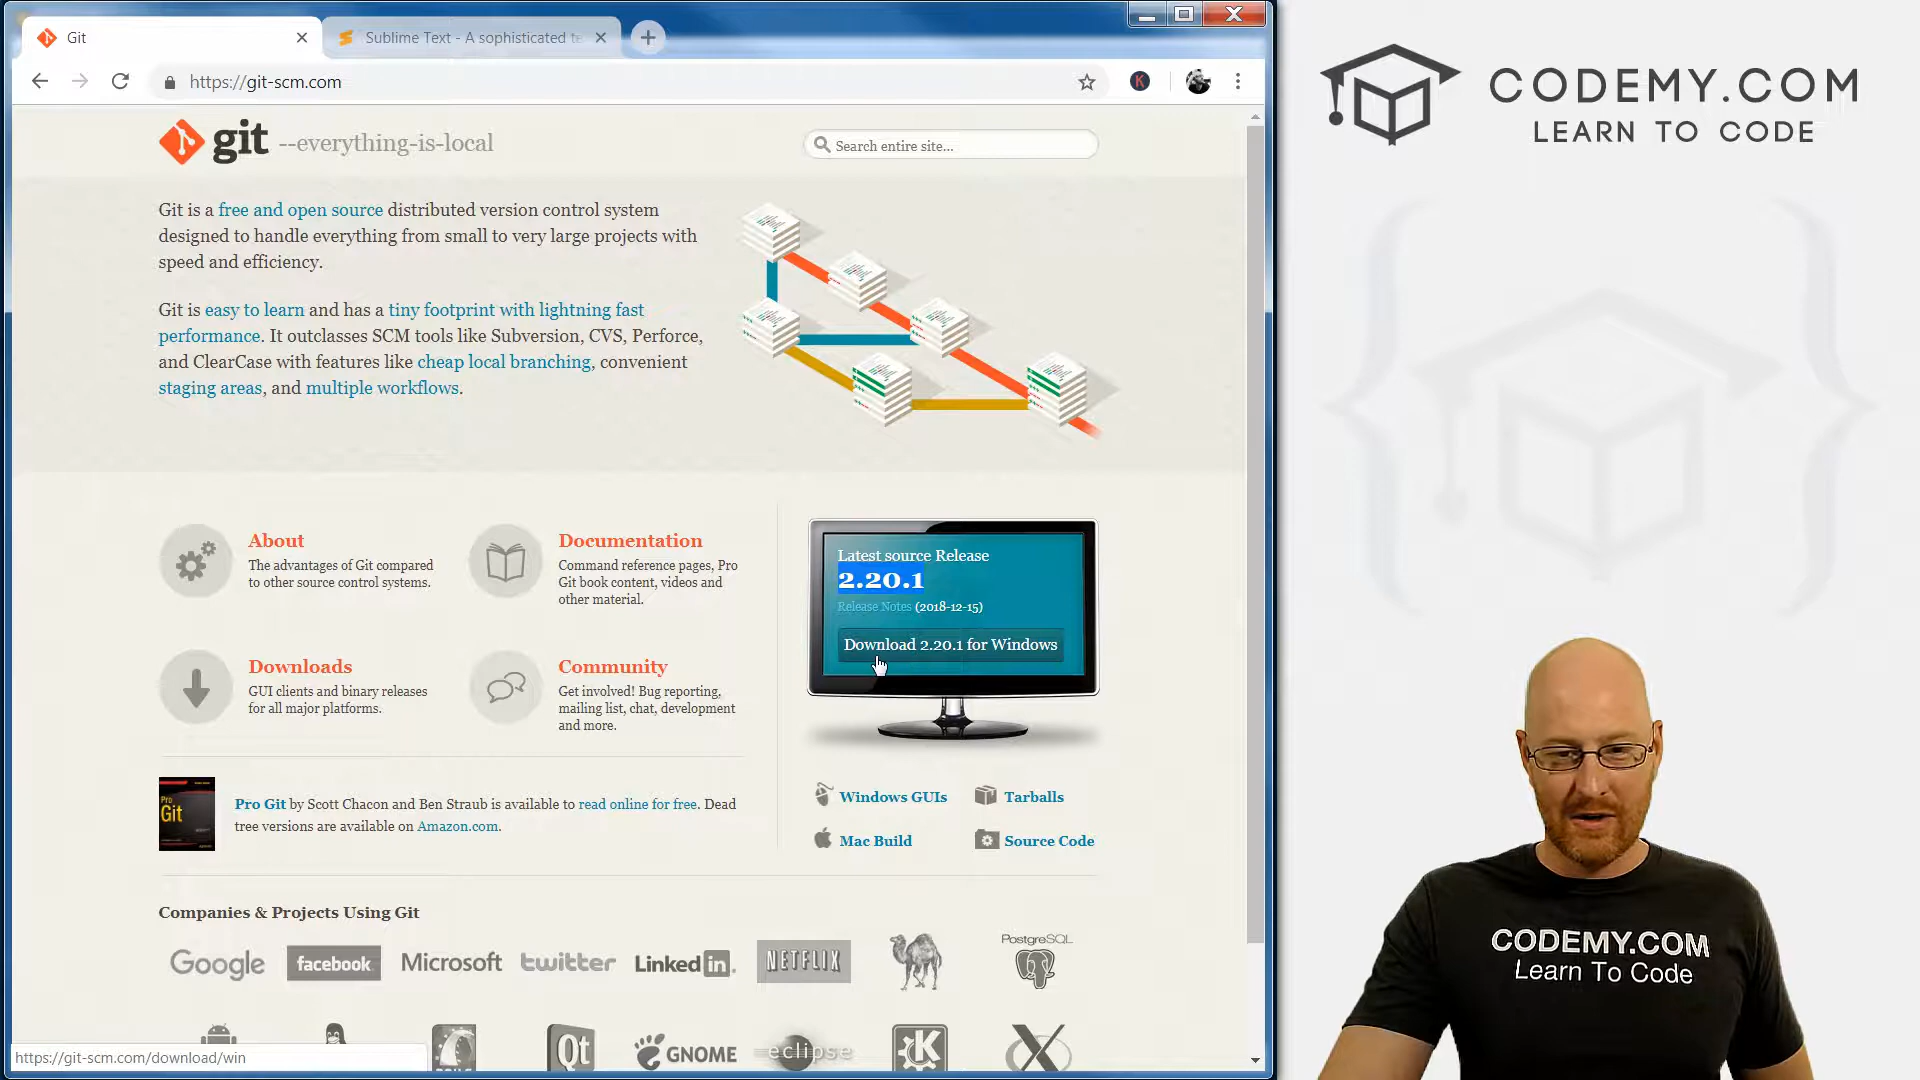 Git
Sublime Text - A sophisticated te
https://git-scm.com
K
CODEMY.COM
LEARN TO CODE
git --everything-is-local
Search entire site...
Git is a free and open source distributed version control system
designed to handle everything from small to very large projects with
speed and efficiency.
Git is easy to learn and has a tiny footprint with lightning fast
performance. It outclasses SCM tools like Subversion, CVS, Perforce,
and ClearCase with features like cheap local branching, convenient
staging areas, and multiple workflows.
About
The advantages of Git compared
to other source control systems.
Documentation
Command reference pages, Pro
Git book content, videos and
other material.
Downloads
GUI clients and binary releases
for all major platforms.
Community
Get involved! Bug reporting,
mailing list, chat, development
and more.
Latest source Release
2.20.1
Release Notes (2018-12-15)
Download 2.20.1 for Windows
Windows GUIs
Tarballs
Mac Build
Source Code
Pro
Git
Pro Git by Scott Chacon and Ben Straub is available to read online for free. Dead
tree versions are available on Amazon.com.
Companies & Projects Using Git
Google
facebook
Microsoft
twitter
Linked in
NETFLIX
PostgreSQL
Qt
GNOME
eclipse
K
X
https://git-scm.com/download/win
CODEMY.COM
Learn To Code